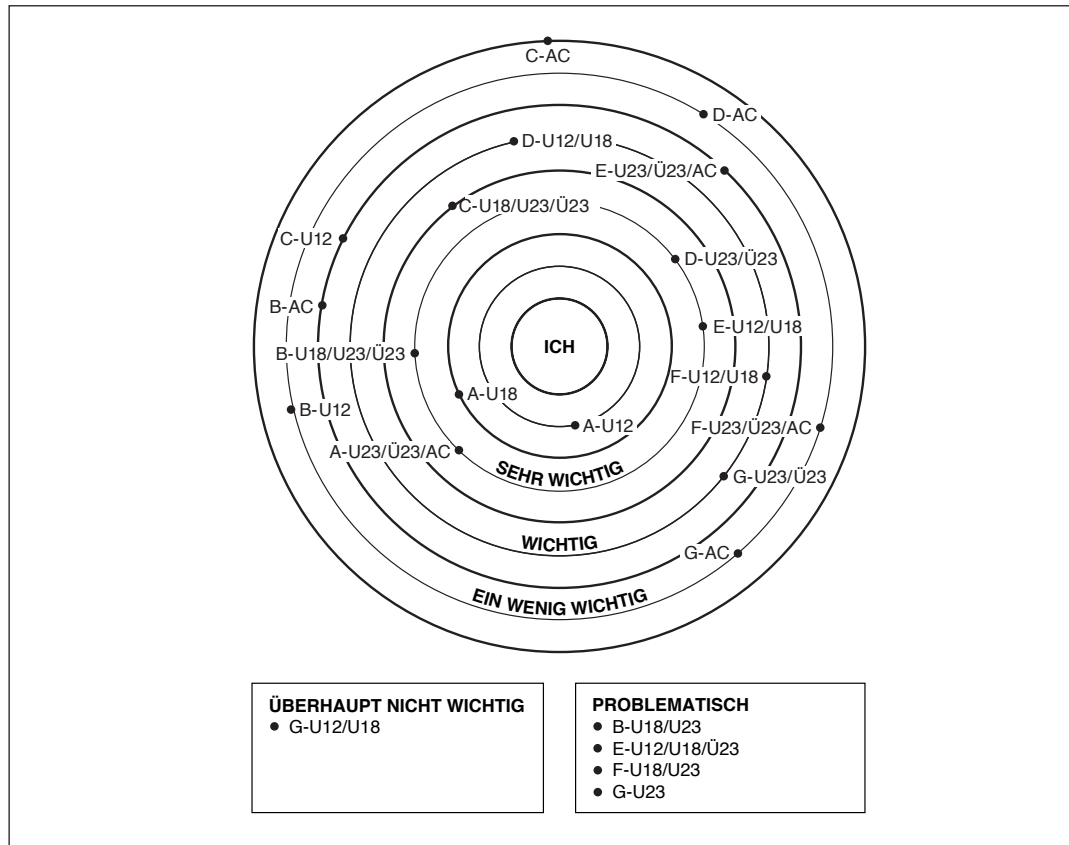 C-AC
D-AC
D-U12/U18
E-U23/Ü23/AC
C-U18/U23/Ü23
C-U12
D-U23/Ü23
B-AC
E-U12/U18
ICH
B-U18/U23/Ü23
F-U12/U18
A-U18
B-U12
A-U12
F-U23/Ü23/AC
A-U23/Ü23/AC
SEHR WICHTIG
G-U23/Ü23
WICHTIG
G-AC
EIN WENIG WICHTIG
ÜBERHAUPT NICHT WICHTIG
● G-U12/U18
PROBLEMATISCH
● B-U18/U23
● E-U12/U18/Ü23
● F-U18/U23
● G-U23